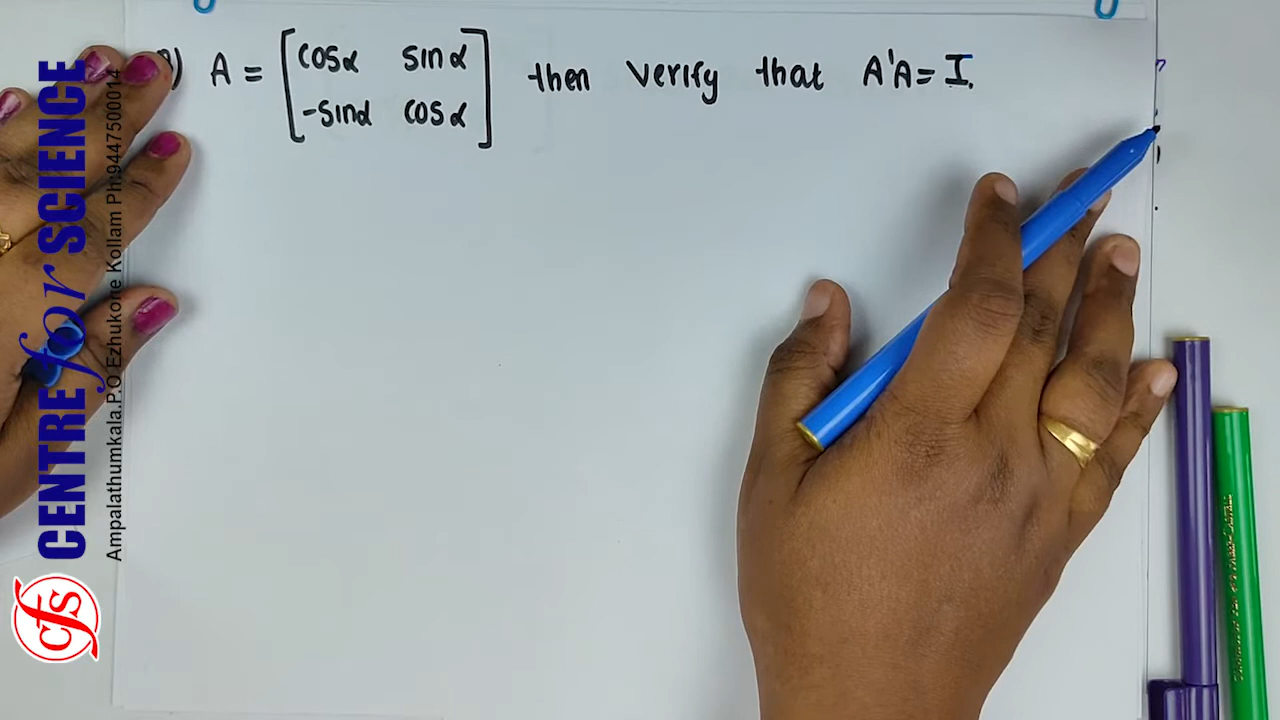 ) A = [cosα sinα
-sinα cosα] then verify that A'A = I.
CENTRE for SCIENCE
Ampalathumkala.P.O Ezhukone Kollam Ph:9447500014
cfs